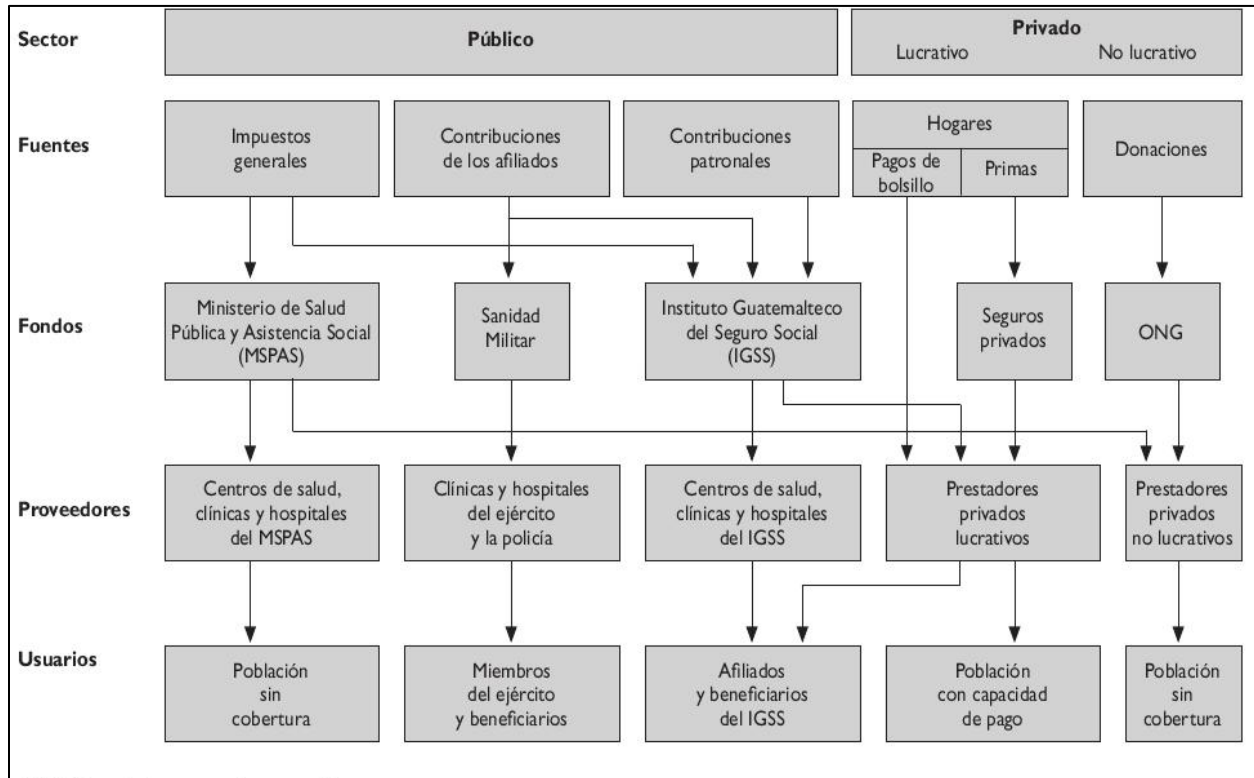 Sector
Público
Privado
Lucrativo
No lucrativo
Fuentes
Impuestos
generales
Contribuciones
de los afiliados
Contribuciones
patronales
Hogares
Pagos de
bolsillo
Primas
Donaciones
Fondos
Ministerio de Salud
Pública y Asistencia Social
(MSPAS)
Sanidad
Militar
Instituto Guatemalteco
del Seguro Social
(IGSS)
Seguros
privados
ONG
Proveedores
Centros de salud,
clínicas y hospitales
del MSPAS
Clínicas y hospitales
del ejército
y la policía
Centros de salud,
clínicas y hospitales
del IGSS
Prestadores
privados
lucrativos
Prestadores
privados
no lucrativos
Usuarios
Población
sin
cobertura
Miembros
del ejército
y beneficiarios
Afiliados
y beneficiarios
del IGSS
Población
con capacidad
de pago
Población
sin
cobertura